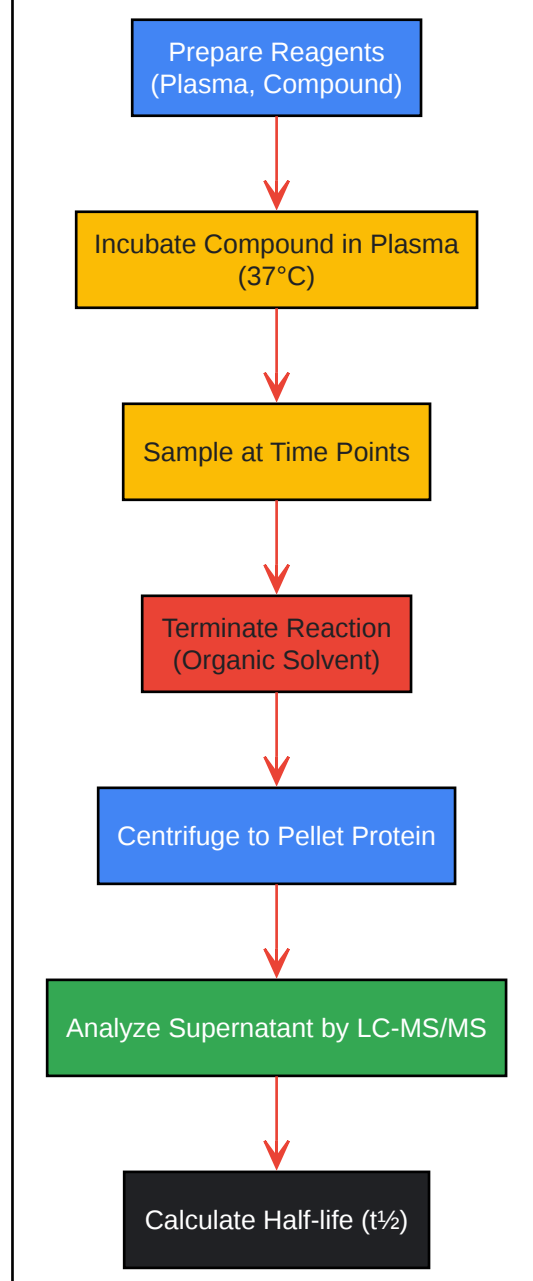 Prepare Reagents
(Plasma, Compound)
Incubate Compound in Plasma
(37°C)
Sample at Time Points
Terminate Reaction
(Organic Solvent)
Centrifuge to Pellet Protein
Analyze Supernatant by LC-MS/MS
Calculate Half-life (t½)